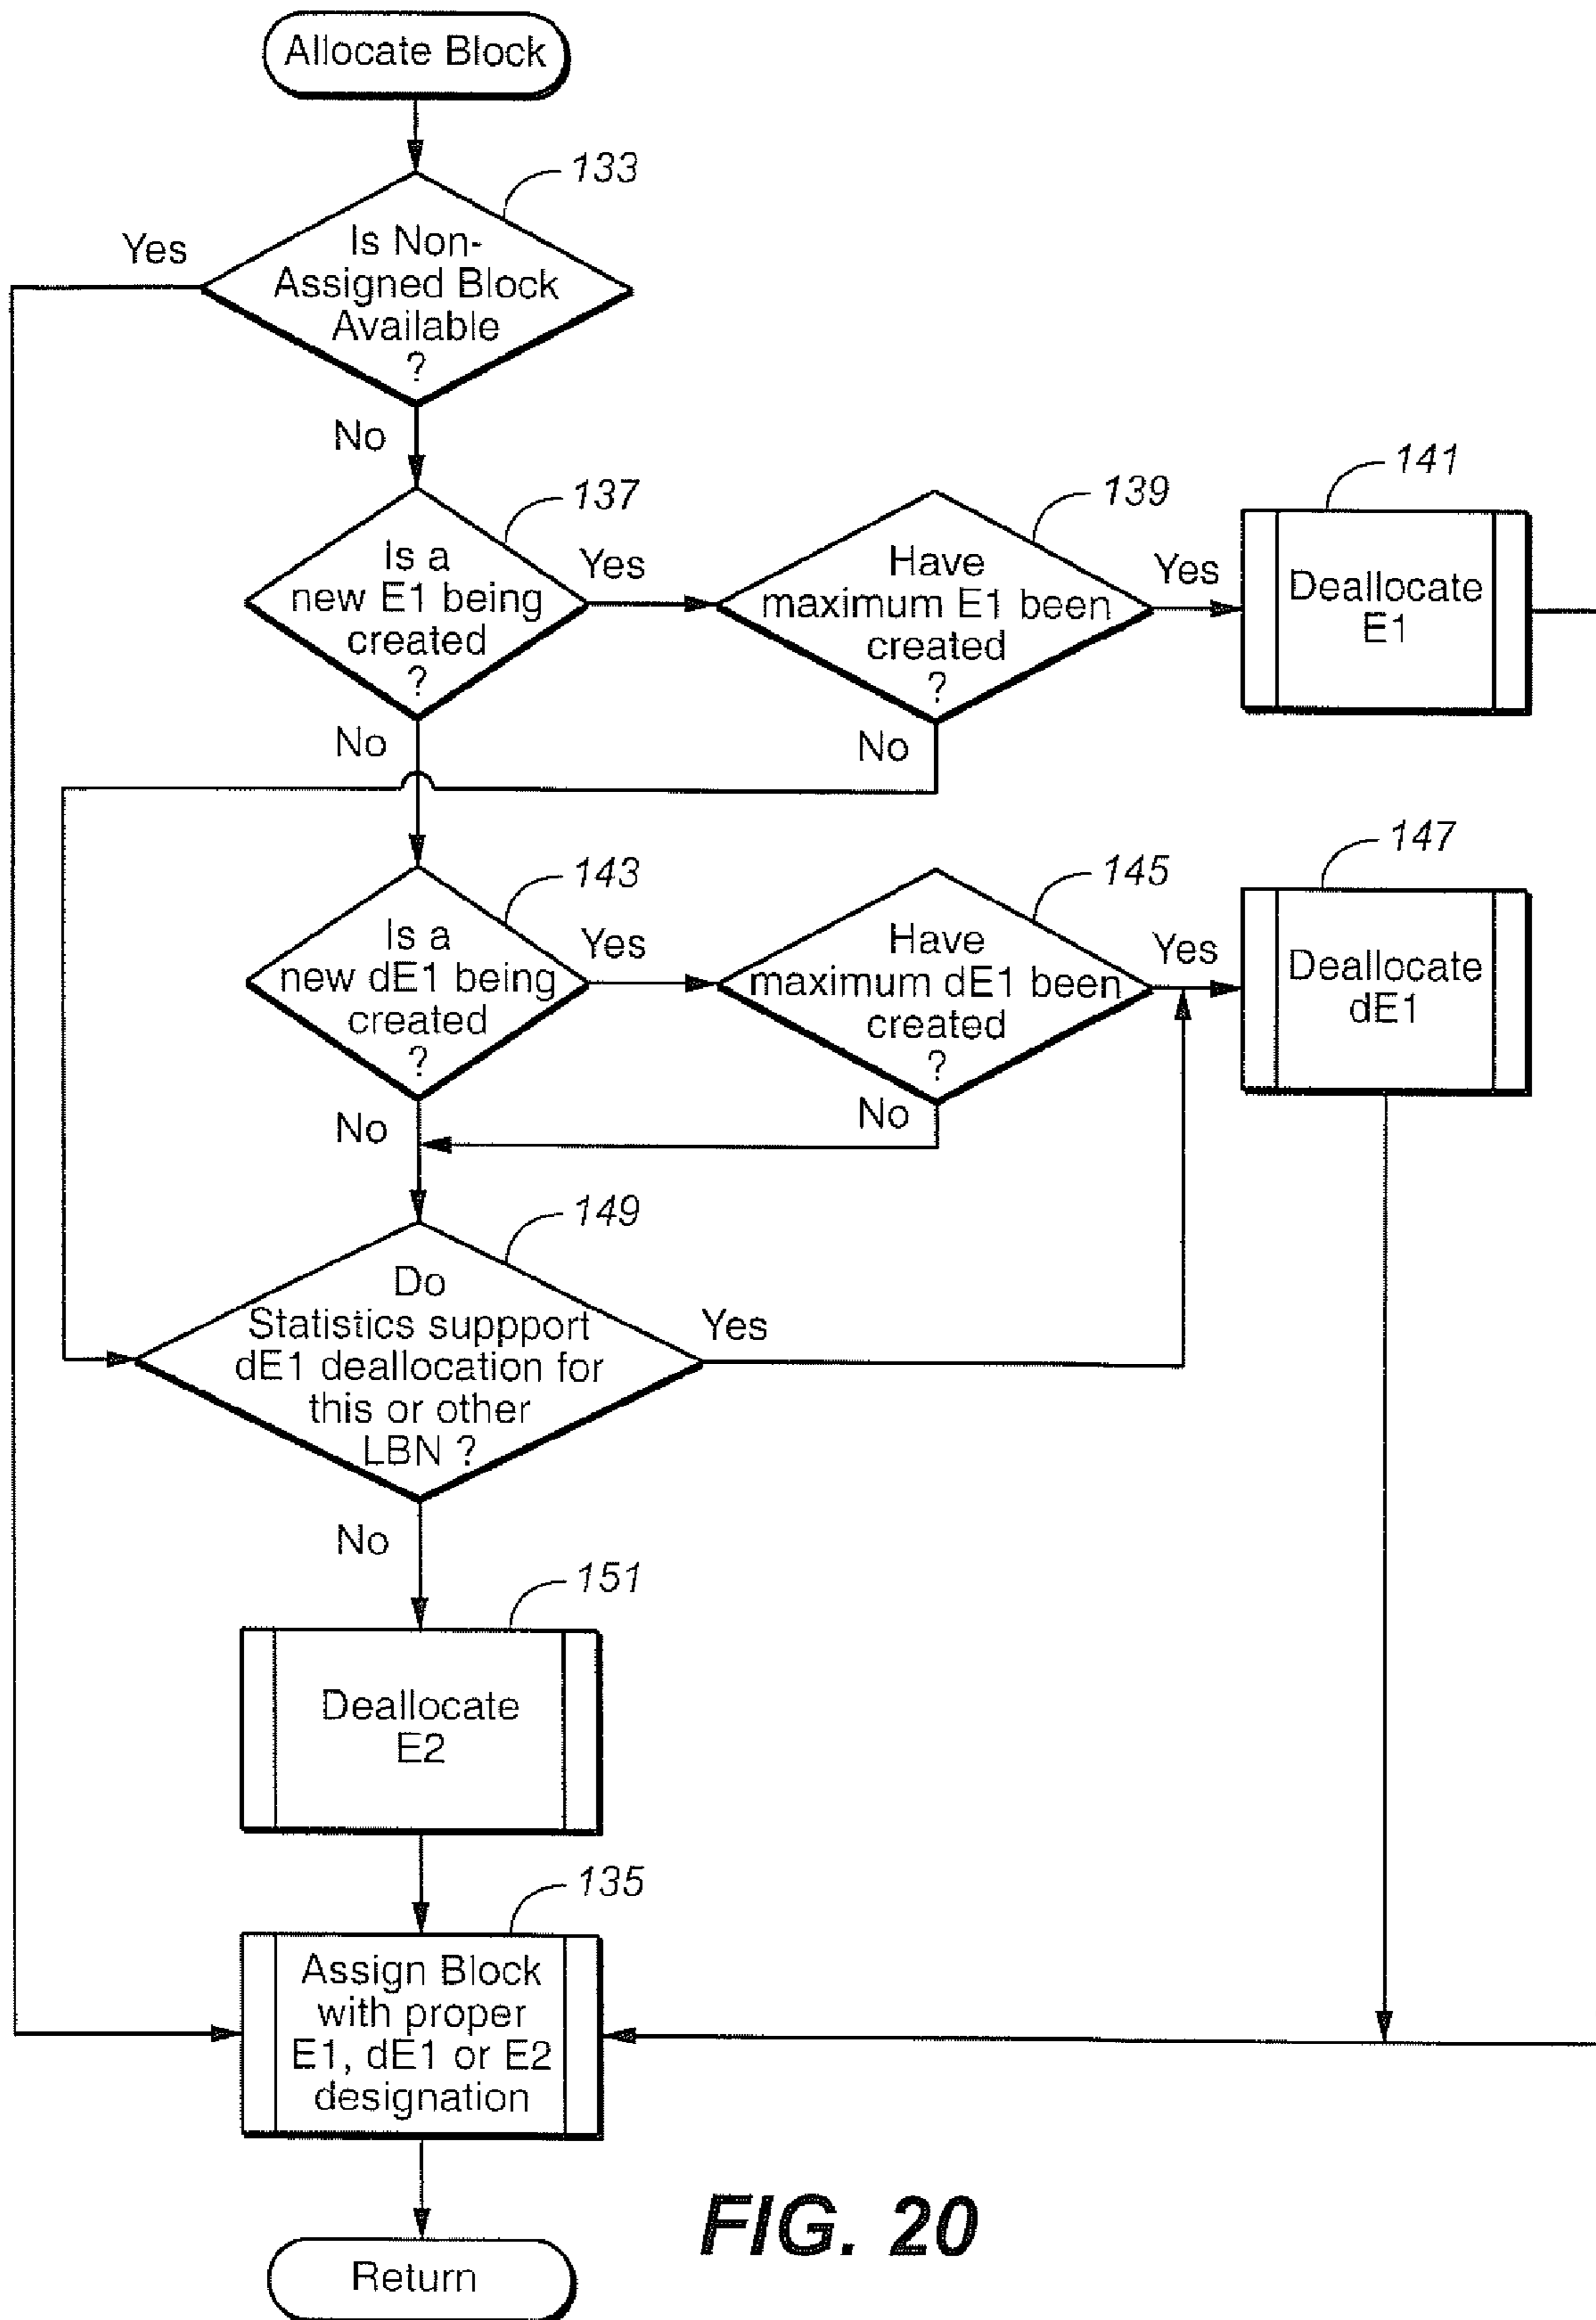 Allocate Block
133
Yes
Is Non-
Assigned Block
Available
?
No
137
Is a
new E1 being
created
?
Yes
139
Have
maximum E1 been
created
?
Yes
141
Deallocate
E1
No
No
143
Is a
new dE1 being
created
?
Yes
145
Have
maximum dE1 been
created
?
Yes
147
Deallocate
dE1
No
No
149
Do
Statistics suppport
dE1 deallocation for
this or other
LBN ?
Yes
No
151
Deallocate
E2
135
Assign Block
with proper
E1, dE1 or E2
designation
Return
FIG. 20